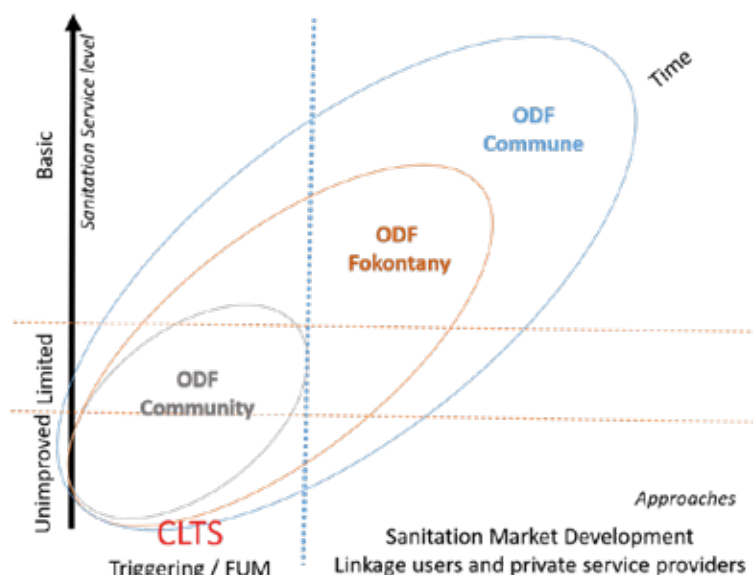 Time
Sanitation Service level
Basic
Limited
Unimproved
ODF
Commune
ODF
Fokontany
ODF
Community
Approaches
CLTS
Triggering / FUM
Sanitation Market Development
Linkage users and private service providers